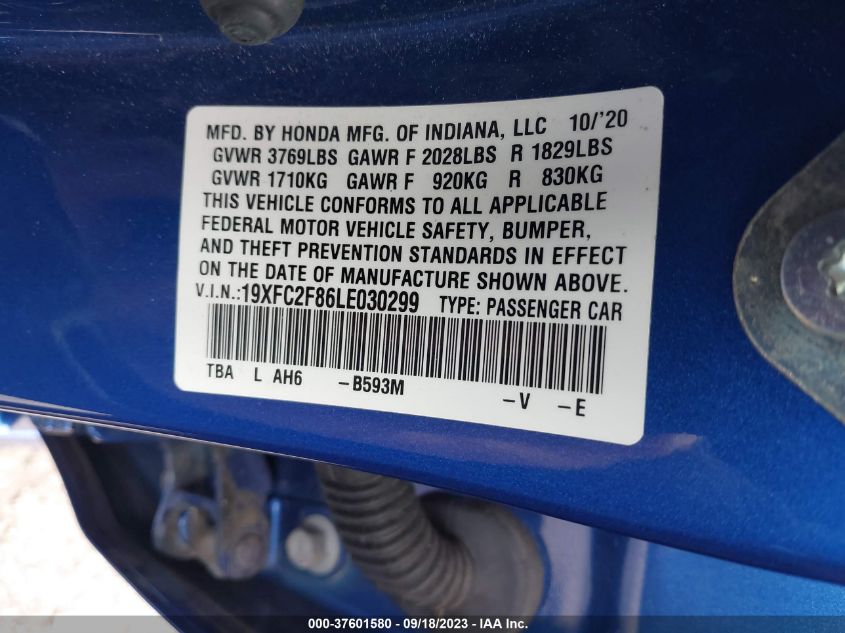 MFD. BY HONDA MFG. OF INDIANA, LLC 10/'20
GVWR 3769LBS GAWR F 2028LBS R 1829LBS
GVWR 1710KG GAWR F 920KG R 830KG
THIS VEHICLE CONFORMS TO ALL APPLICABLE
FEDERAL MOTOR VEHICLE SAFETY, BUMPER,
AND THEFT PREVENTION STANDARDS IN EFFECT
ON THE DATE OF MANUFACTURE SHOWN ABOVE.
V.I.N.:19XFC2F86LE030299 TYPE: PASSENGER CAR
TBA L AH6 -B593M -V -E
000-37601580 - 09/18/2023 - IAA Inc.